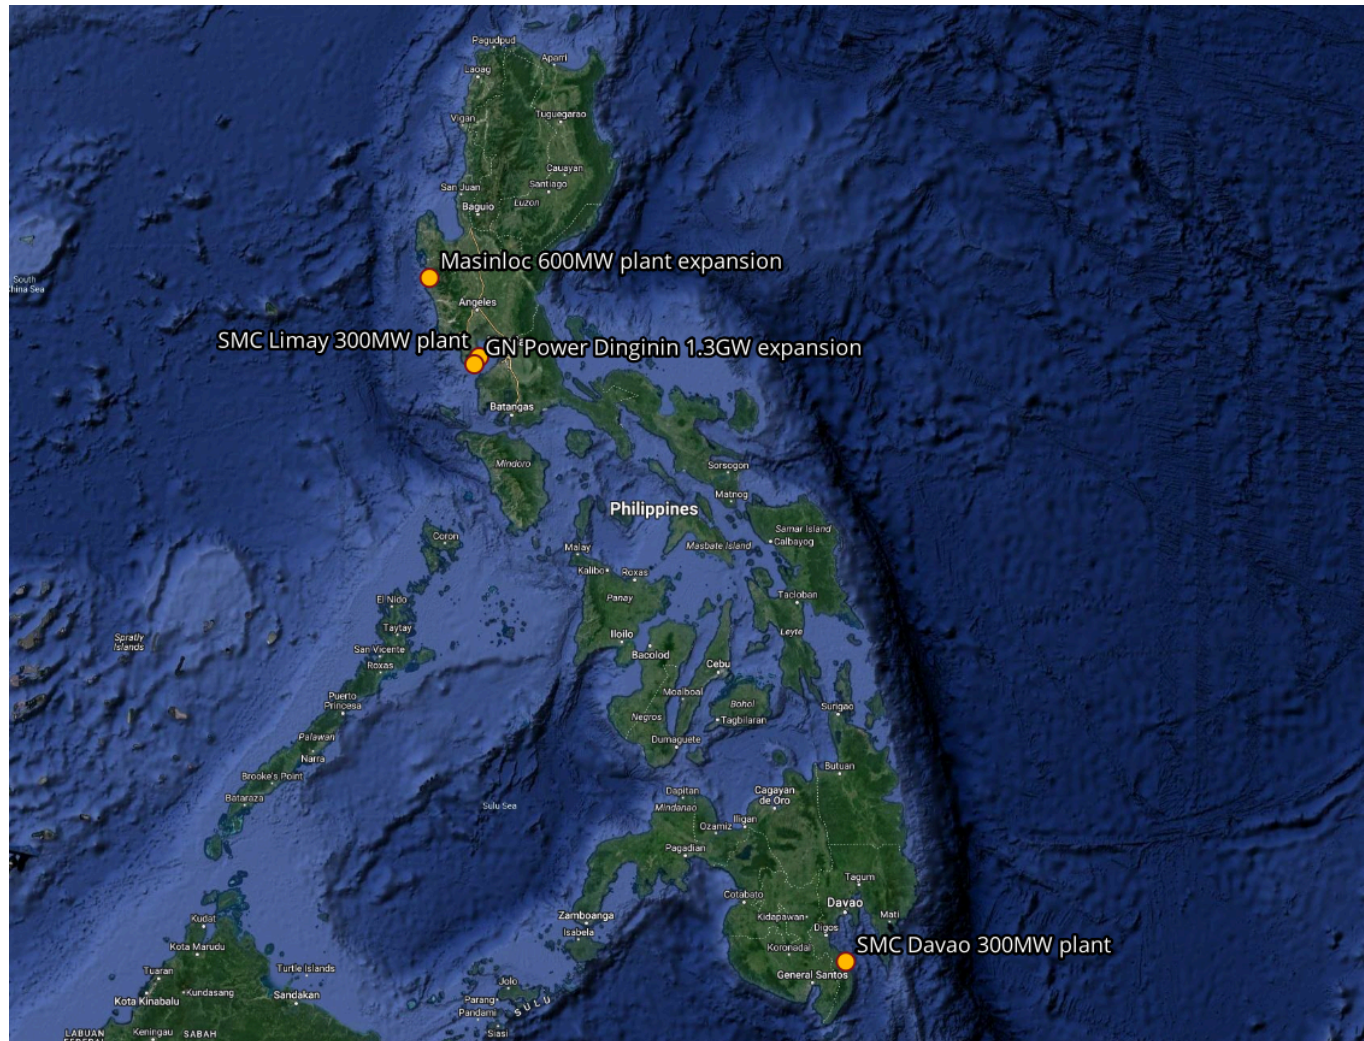 Pagudpud
Aparri
Laoag
Vigan
Tuguegarao
Cauayan
San Juan
Santiago
Baguio
Luzon
Masinloc 600MW plant expansion
South
hina Sea
Angeles
SMC Limay 300MW plant
GN Power Dinginin 1.3GW expansion
Batangas
Mindoro
Sorsogon
Matnog
Philippines
Samar Island
Calbayog
Masbate Island
Coron
Malay
Kalibo
Roxas
Panay
Tacloban
El Nido
Taytay
Leyte
Iloilo
Spratly
Islands
San Vicente
Roxas
Bacolod
Cebu
Puerto
Princesa
Moalboal
Bohol
Negros
Tagbilaran
Surigao
Palawan
Dumaguete
Narra
Butuan
Brooke's Point
Bataraza
Sulu Sea
Dapitan
Mindanao
Cagayan
de Oro
Iligan
Ozamiz
Pagadian
Tagum
Cotabato
Davao
Zamboanga
Kidapawan
Mati
Kudat
Digos
Isabela
Kota Marudu
Koronadal
SMC Davao 300MW plant
Tuaran
Turtle Islands
General Santos
Jolo
Kundasang
Sandakan
Kota Kinabalu
Parang
SULU
Pandami
LABUAN
FEDERAL
Keningau
SABAH
Siasi